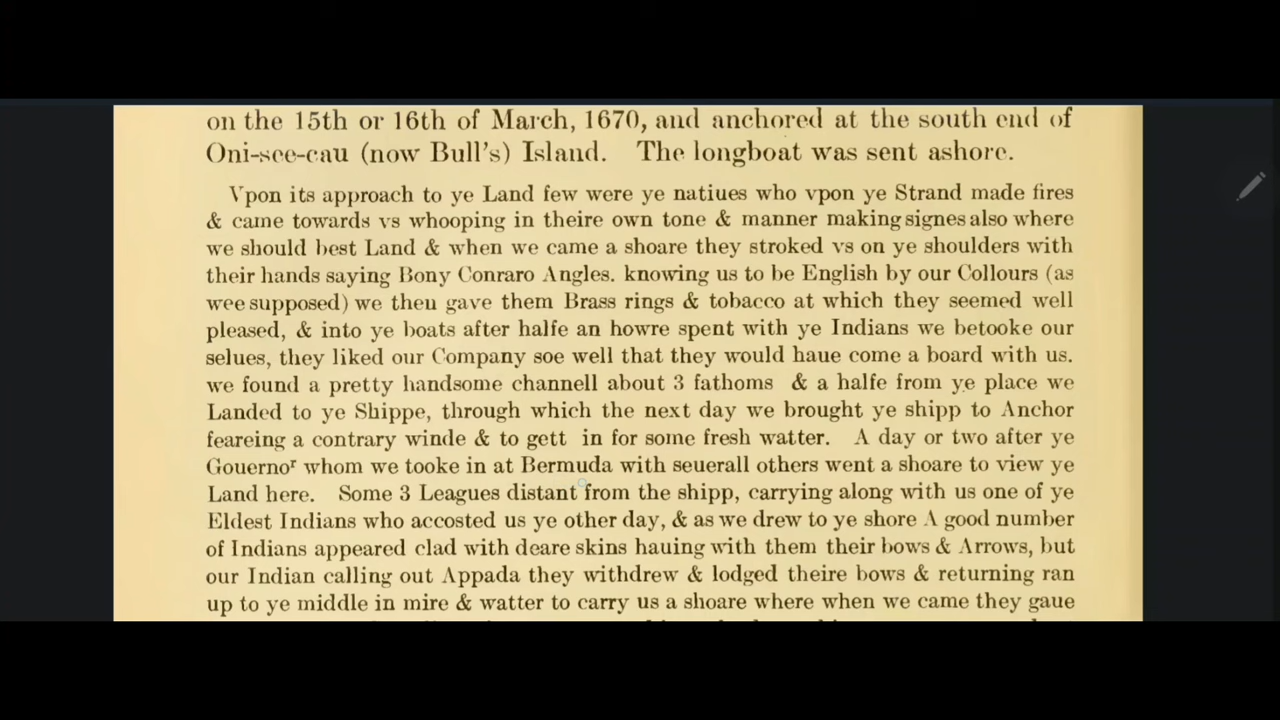 on the 15th or 16th of March, 1670, and anchored at the south end of
Oni-see-cau (now Bull's) Island. The longboat was sent ashore.
Vpon its approach to ye Land few were ye natiues who vpon ye Strand made fires
& came towards vs whooping in theire own tone & manner making signes also where
we should best Land & when we came a shoare they stroked vs on ye shoulders with
their hands saying Bony Conraro Angles. knowing us to be English by our Collours (as
wee supposed) we then gave them Brass rings & tobacco at which they seemed well
pleased, & into ye boats after halfe an howre spent with ye Indians we betooke our
selues, they liked our Company soe well that they would haue come a board with us.
we found a pretty handsome channell about 3 fathoms & a halfe from ye place we
Landed to ye Shippe, through which the next day we brought ye shipp to Anchor
feareing a contrary winde & to gett in for some fresh watter. A day or two after ye
Gouernoʳ whom we tooke in at Bermuda with seuerall others went a shoare to view ye
Land here. Some 3 Leagues distant from the shipp, carrying along with us one of ye
Eldest Indians who accosted us ye other day, & as we drew to ye shore A good number
of Indians appeared clad with deare skins hauing with them their bows & Arrows, but
our Indian calling out Appada they withdrew & lodged theire bows & returning ran
up to ye middle in mire & watter to carry us a shoare where when we came they gaue